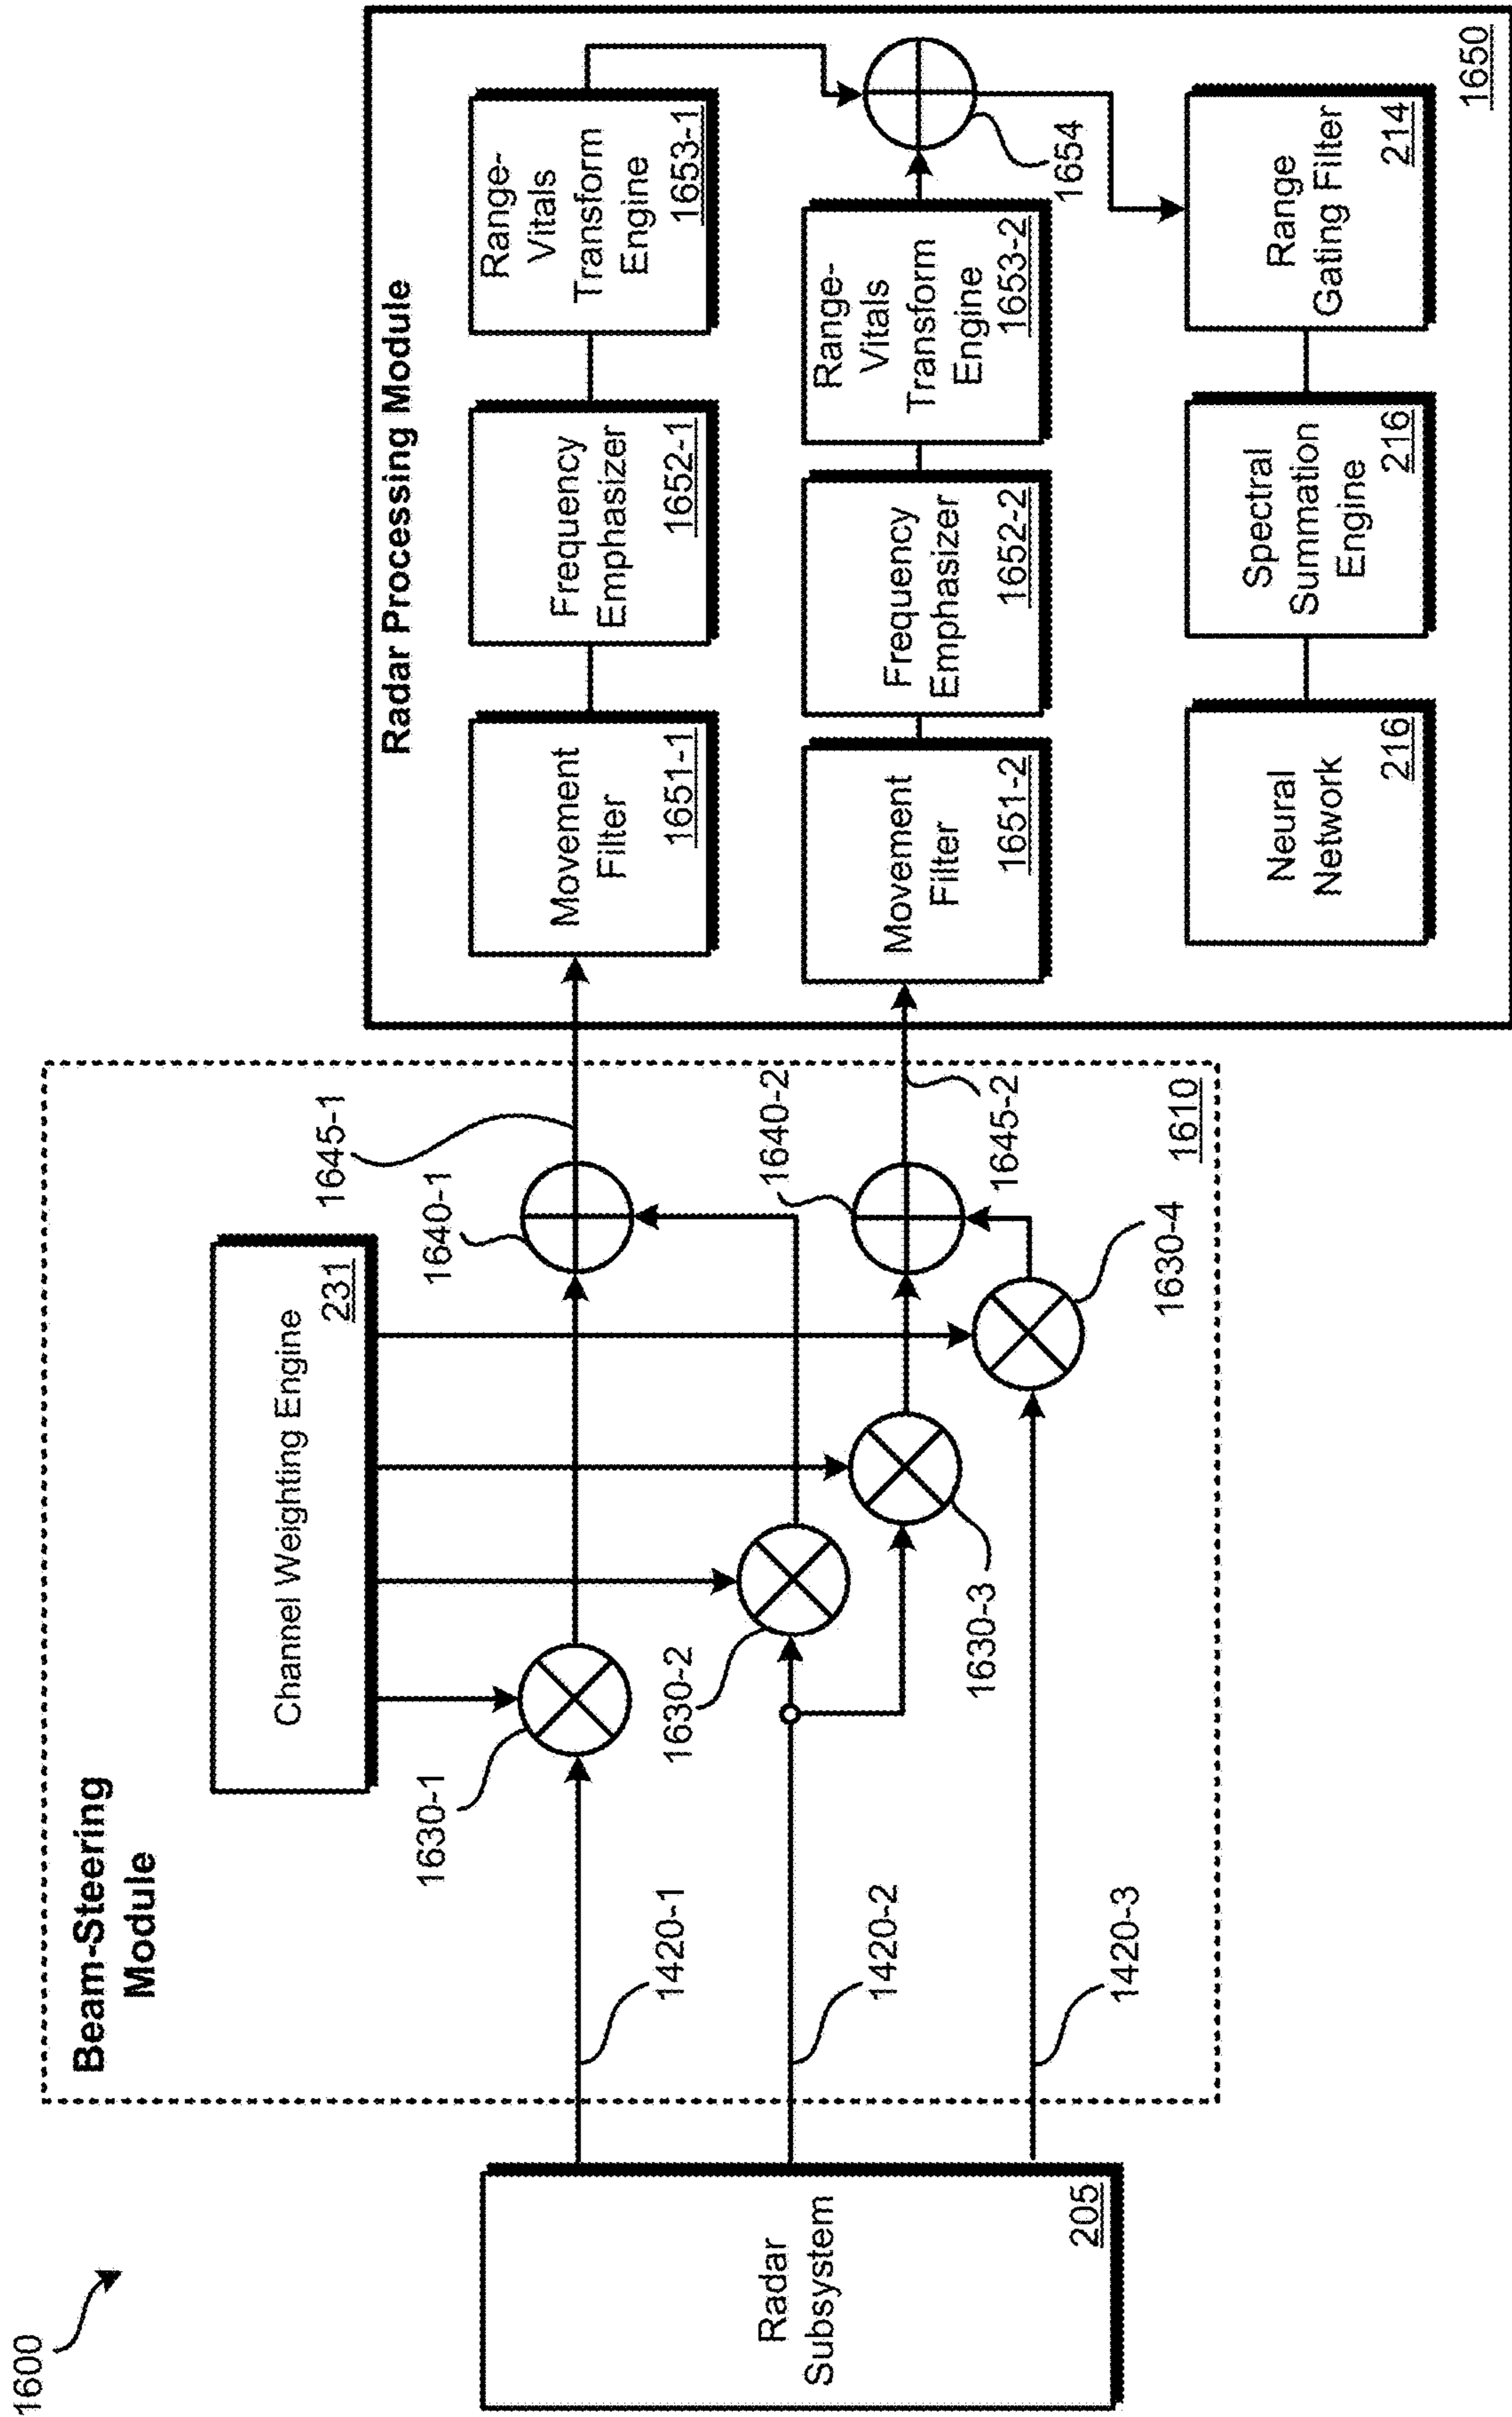 1600
Radar
Subsystem
205
Beam-Steering
Module
Channel Weighting Engine
231
1420-1
1420-2
1420-3
1630-1
1630-2
1630-3
1630-4
1640-1
1640-2
1645-1
1645-2
1610
Radar Processing Module
Movement
Filter
1651-1
Frequency
Emphasizer
1652-1
Range-
Vitals
Transform
Engine
1653-1
Movement
Filter
1651-2
Frequency
Emphasizer
1652-2
Range-
Vitals
Transform
Engine
1653-2
1654
Neural
Network
216
Spectral
Summation
Engine
216
Range
Gating Filter
214
1650